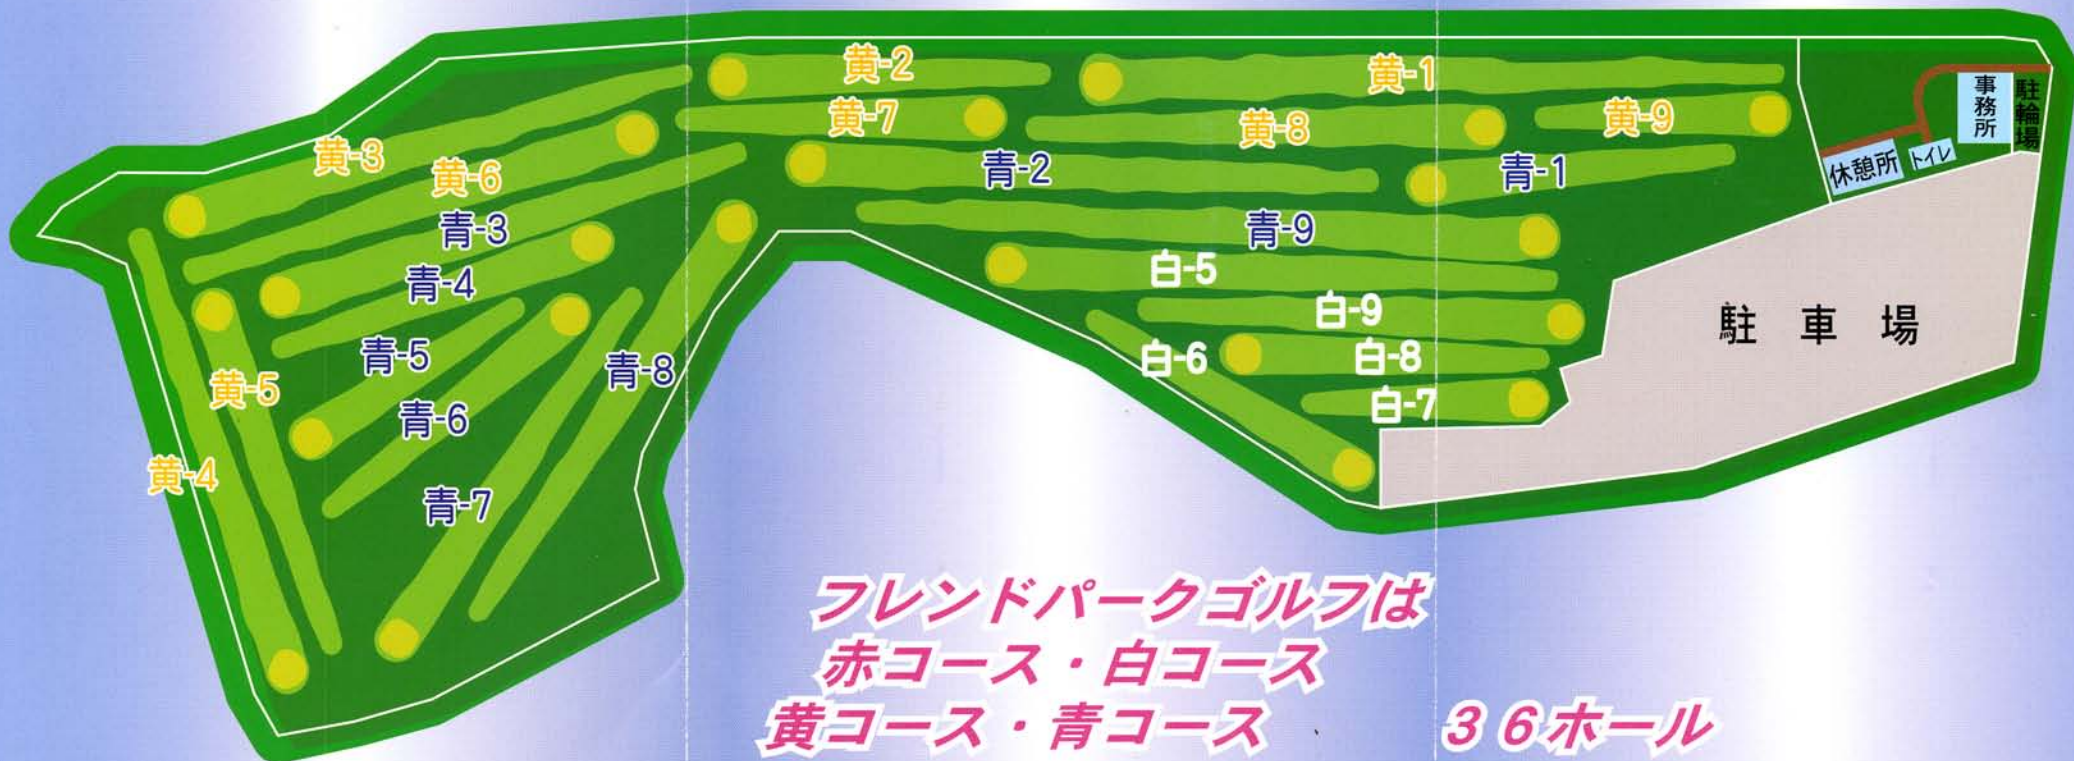 黄-2
黄-1
黄-7
黄-8
黄-9
事務所
駐輪場
黄-3
黄-6
青-2
青-1
休憩所
トイレ
青-3
青-9
青-4
白-5
白-9
駐車場
青-5
青-8
白-6
白-8
黄-5
青-6
白-7
黄-4
青-7
フレンドパークゴルフは
赤コース・白コース
黄コース・青コース 36ホール